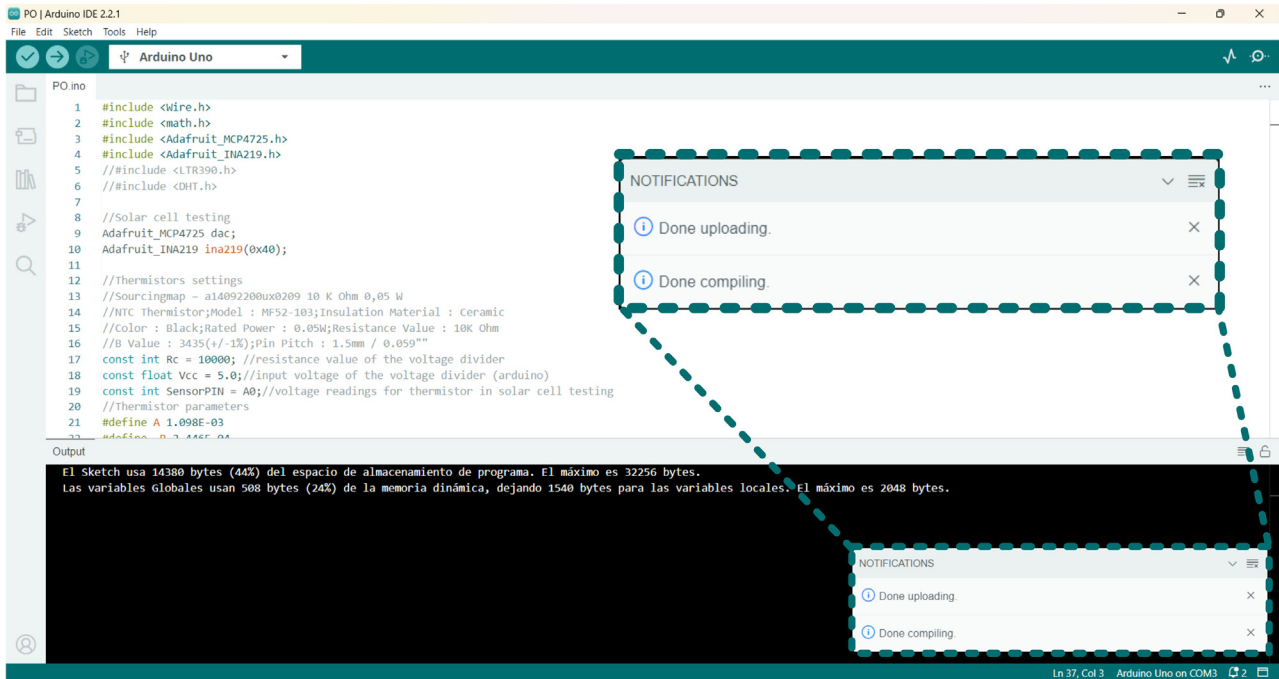 PO | Arduino IDE 2.2.1
File Edit Sketch Tools Help
Arduino Uno
PO.ino
1 #include <Wire.h>
2 #include <math.h>
3 #include <Adafruit_MCP4725.h>
4 #include <Adafruit_INA219.h>
5 //#include <LTR390.h>
6 //#include <DHT.h>
7
8 //Solar cell testing
9 Adafruit_MCP4725 dac;
10 Adafruit_INA219 ina219(0x40);
11
12 //Thermistors settings
13 //Sourcingmap – a14092200ux0209 10 K Ohm 0,05 W
14 //NTC Thermistor;Model : MF52-103;Insulation Material : Ceramic
15 //Color : Black;Rated Power : 0.05W;Resistance Value : 10K Ohm
16 //B Value : 3435(+/-1%);Pin Pitch : 1.5mm / 0.059""
17 const int Rc = 10000; //resistance value of the voltage divider
18 const float Vcc = 5.0;//input voltage of the voltage divider (arduino)
19 const int SensorPIN = A0;//voltage readings for thermistor in solar cell testing
20 //Thermistor parameters
21 #define A 1.098E-03
22 #define B 2.446E-04
NOTIFICATIONS
Done uploading.
Done compiling.
Output
El Sketch usa 14380 bytes (44%) del espacio de almacenamiento de programa. El máximo es 32256 bytes.
Las variables Globales usan 508 bytes (24%) de la memoria dinámica, dejando 1540 bytes para las variables locales. El máximo es 2048 bytes.
NOTIFICATIONS
Done uploading.
Done compiling.
Ln 37, Col 3 Arduino Uno on COM3 2